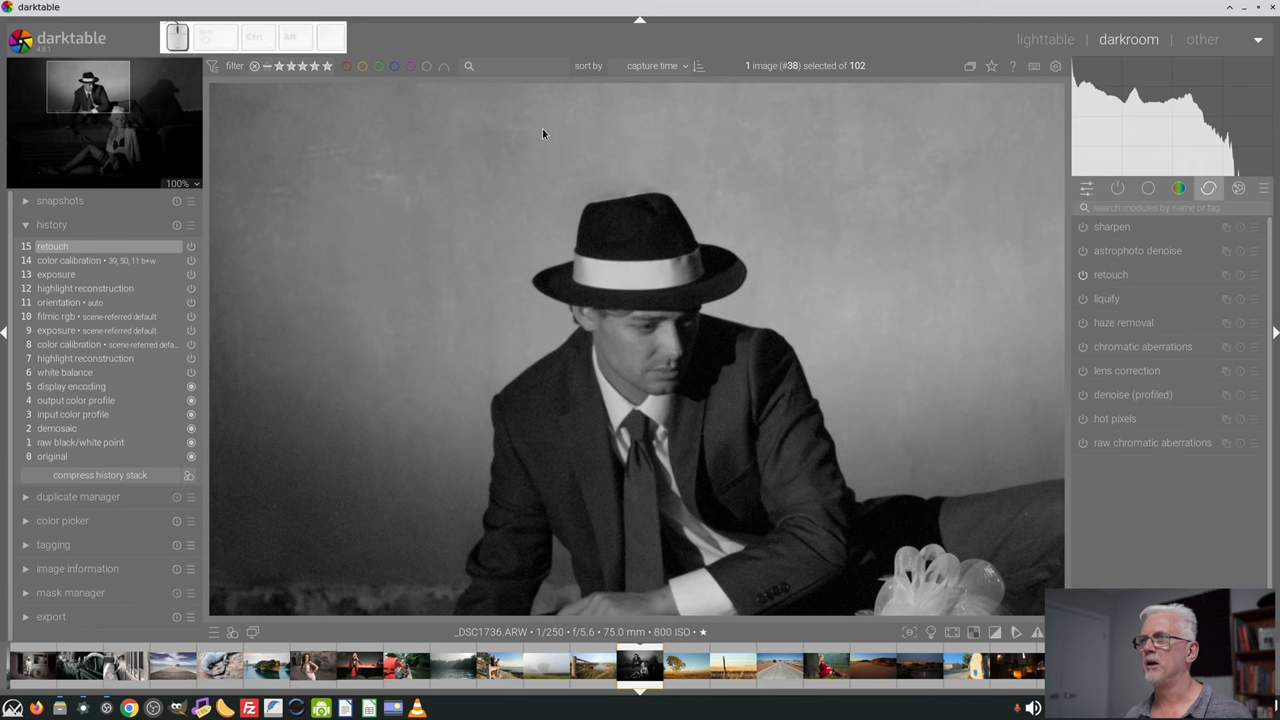 darktable
darktable
4.8.1
Ctrl
Alt
lighttable | darkroom | other
filter
sort by capture time
1 image (#38) selected of 102
100%
snapshots
history
15 retouch
14 color calibration • 39, 50, 11 b+w
13 exposure
12 highlight reconstruction
11 orientation • auto
10 filmic rgb • scene-referred default
9 exposure • scene-referred default
8 color calibration • scene-referred defa...
7 highlight reconstruction
6 white balance
5 display encoding
4 output color profile
3 input color profile
2 demosaic
1 raw black/white point
0 original
compress history stack
duplicate manager
color picker
tagging
image information
mask manager
export
search modules by name or tag
sharpen
astrophoto denoise
retouch
liquify
haze removal
chromatic aberrations
lens correction
denoise (profiled)
hot pixels
raw chromatic aberrations
_DSC1736.ARW • 1/250 • f/5.6 • 75.0 mm • 800 ISO • ★